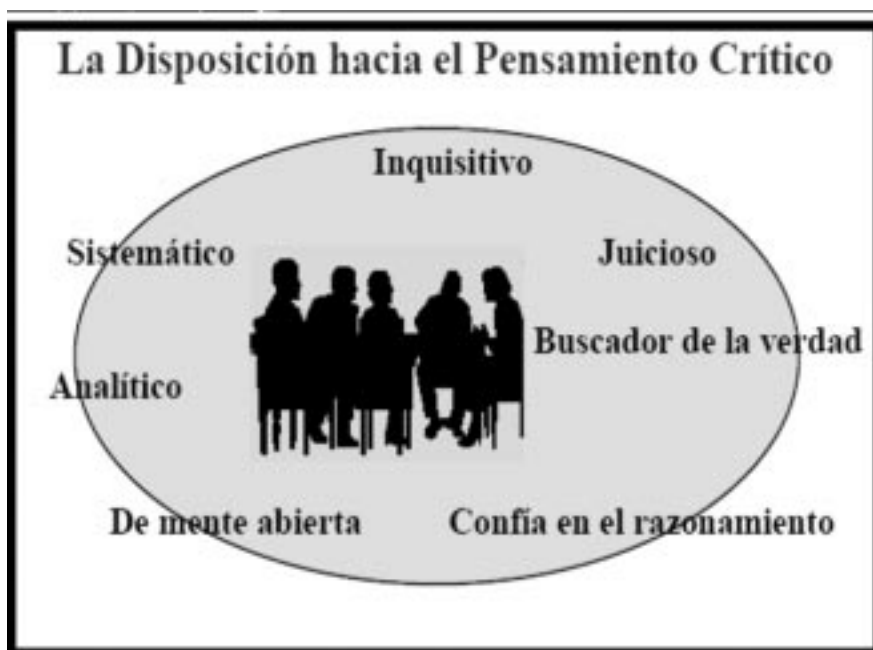 La Disposición hacia el Pensamiento Crítico
Inquisitivo
Sistemático
Juicioso
Buscador de la verdad
Analítico
De mente abierta
Confía en el razonamiento